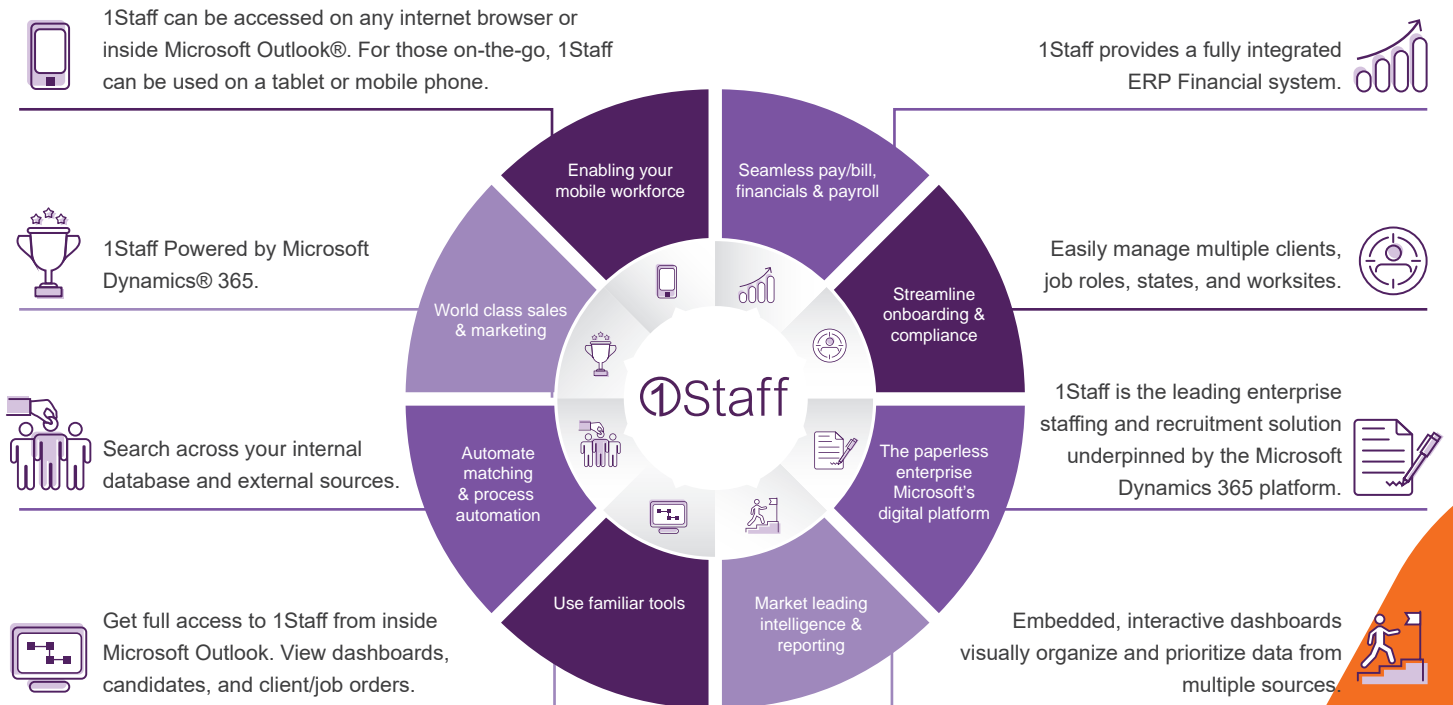 1Staff can be accessed on any internet browser or
inside Microsoft Outlook®. For those on-the-go, 1Staff
can be used on a tablet or mobile phone.
1Staff provides a fully integrated
ERP Financial system.
Enabling your
mobile workforce
Seamless pay/bill,
financials & payroll
1Staff Powered by Microsoft
Dynamics® 365.
World class sales
& marketing
Streamline
onboarding &
compliance
Easily manage multiple clients,
job roles, states, and worksites.
1Staff
Search across your internal
database and external sources.
Automate
matching
& process
automation
The paperless
enterprise
Microsoft's
digital platform
1Staff is the leading enterprise
staffing and recruitment solution
underpinned by the Microsoft
Dynamics 365 platform.
Use familiar tools
Market leading
intelligence &
reporting
Get full access to 1Staff from inside
Microsoft Outlook. View dashboards,
candidates, and client/job orders.
Embedded, interactive dashboards
visually organize and prioritize data from
multiple sources.